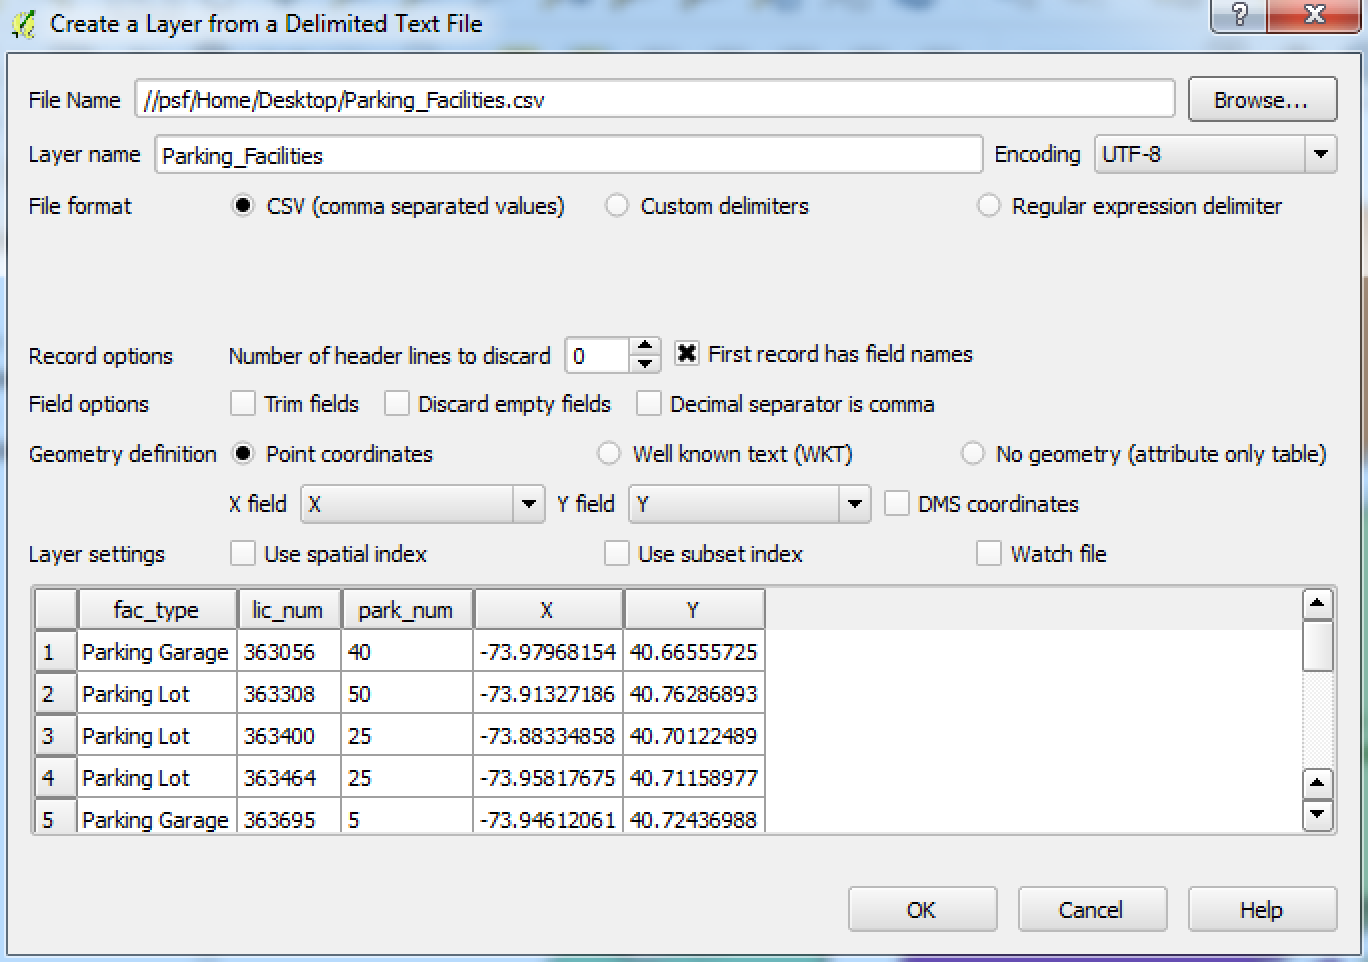 Create a Layer from a Delimited Text File ? X
File Name //psf/Home/Desktop/Parking_Facilities.csv Browse...
Layer name Parking_Facilities Encoding UTF-8
File format CSV (comma separated values) Custom delimiters Regular expression delimiter
Record options Number of header lines to discard 0 First record has field names
Field options Trim fields Discard empty fields Decimal separator is comma
Geometry definition Point coordinates Well known text (WKT) No geometry (attribute only table)
X field X Y field Y DMS coordinates
Layer settings Use spatial index Use subset index Watch file
fac_type lic_num park_num X Y
1 Parking Garage 363056 40 -73.97968154 40.66555725
2 Parking Lot 363308 50 -73.91327186 40.76286893
3 Parking Lot 363400 25 -73.88334858 40.70122489
4 Parking Lot 363464 25 -73.95817675 40.71158977
5 Parking Garage 363695 5 -73.94612061 40.72436988
OK Cancel Help